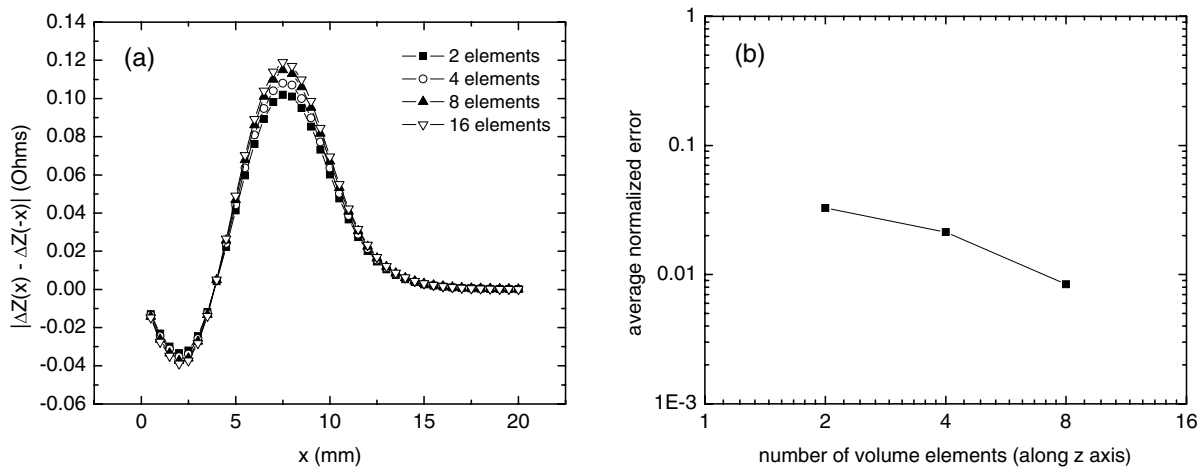 (a)
2 elements
4 elements
8 elements
16 elements
|ΔZ(x) - ΔZ(-x)| (Ohms)
0.14
0.12
0.10
0.08
0.06
0.04
0.02
0.00
-0.02
-0.04
-0.06
0 5 10 15 20
x (mm)
(b)
average normalized error
1
0.1
0.01
1E-3
1 2 4 8 16
number of volume elements (along z axis)